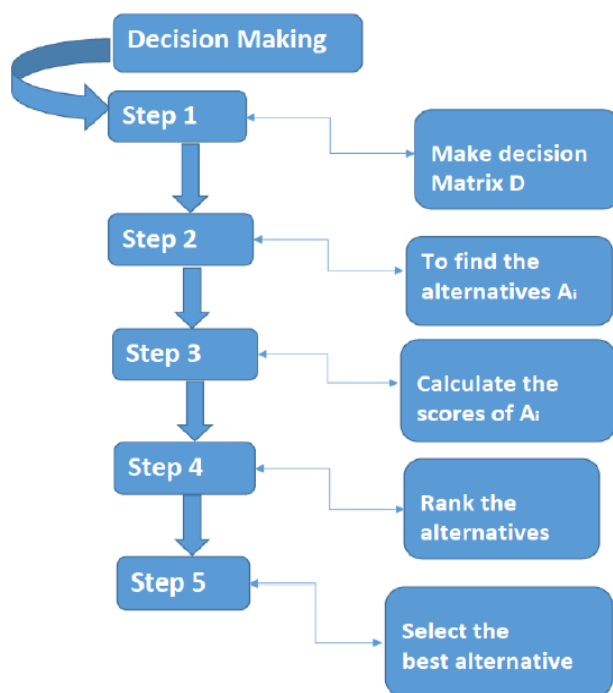 Decision Making
Step 1
Make decision
Matrix D
Step 2
To find the
alternatives Aᵢ
Step 3
Calculate the
scores of Aᵢ
Step 4
Rank the
alternatives
Step 5
Select the
best alternative